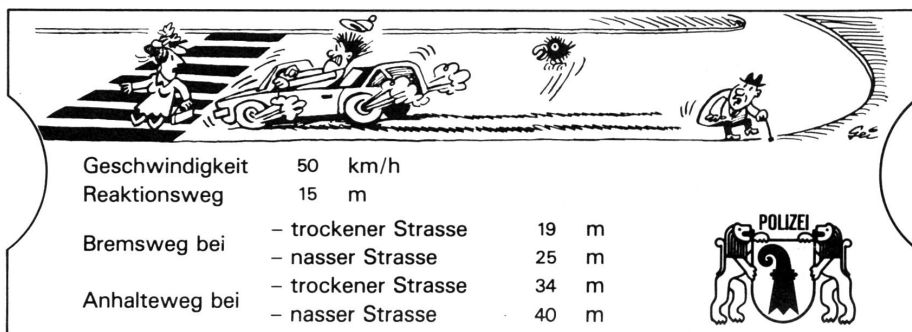 Gei
Geschwindigkeit 50 km/h
Reaktionsweg 15 m
Bremsweg bei – trockener Strasse 19 m
– nasser Strasse 25 m
Anhalteweg bei – trockener Strasse 34 m
– nasser Strasse 40 m
POLIZEI